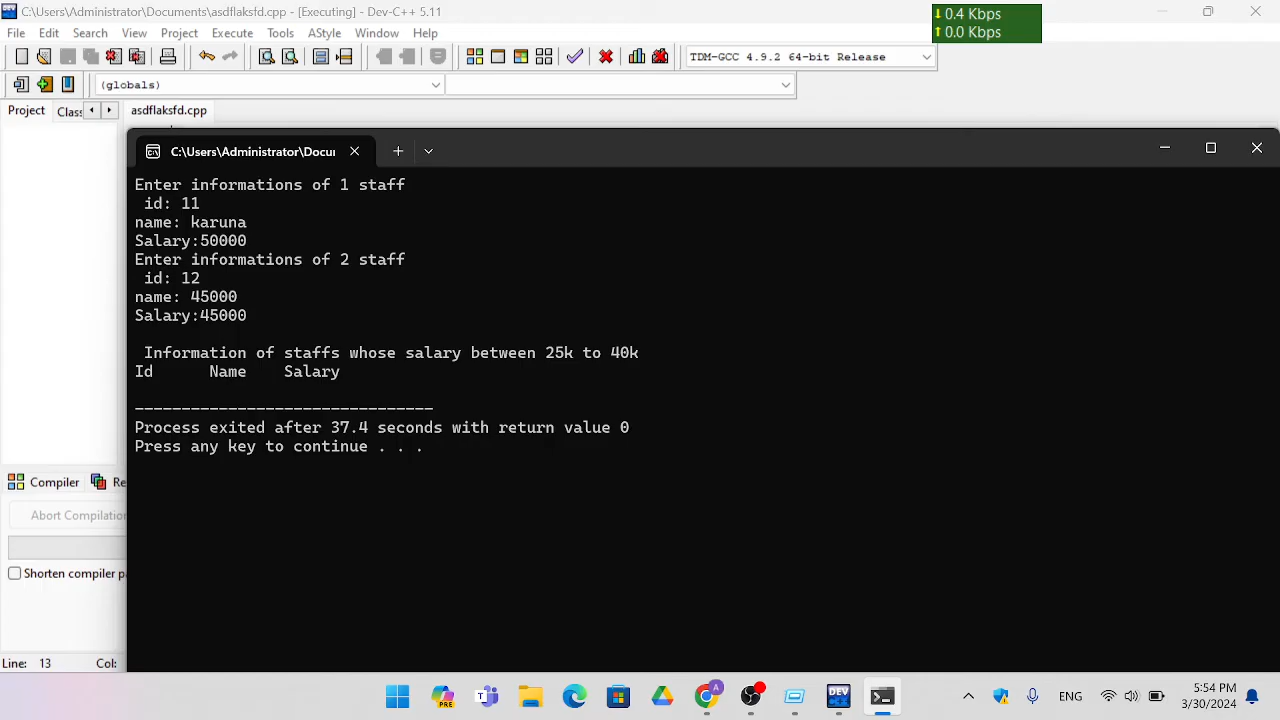 C:\Users\Administrator\Documents\asdflaksfd.cpp - [Executing] - Dev-C++ 5.11
0.4 Kbps
0.0 Kbps
File Edit Search View Project Execute Tools AStyle Window Help
TDM-GCC 4.9.2 64-bit Release
(globals)
Project Class asdflaksfd.cpp
C:\Users\Administrator\Docu
Enter informations of 1 staff
id: 11
name: karuna
Salary:50000
Enter informations of 2 staff
id: 12
name: 45000
Salary:45000
Information of staffs whose salary between 25k to 40k
Id Name Salary
--------------------------------
Process exited after 37.4 seconds with return value 0
Press any key to continue . . .
Compiler Re
Abort Compilation
Shorten compiler pa
Line: 13 Col:
PRE
T
A
DEV
ENG
5:54 PM
3/30/2024